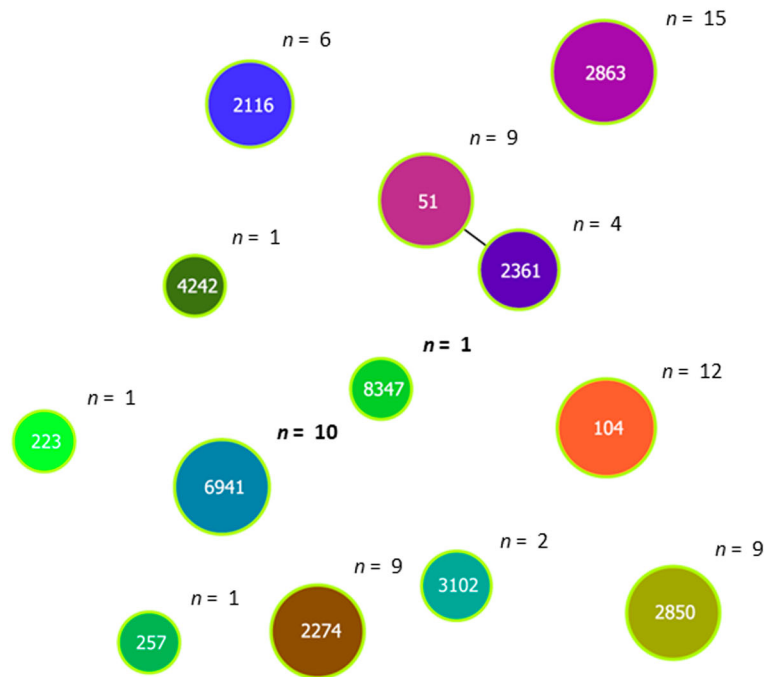 n = 15
n = 6
2863
2116
n = 9
51
n = 4
n = 1
2361
4242
n = 1
8347
n = 12
n = 1
104
n = 10
223
6941
n = 2
n = 9
n = 9
3102
n = 1
2850
2274
257